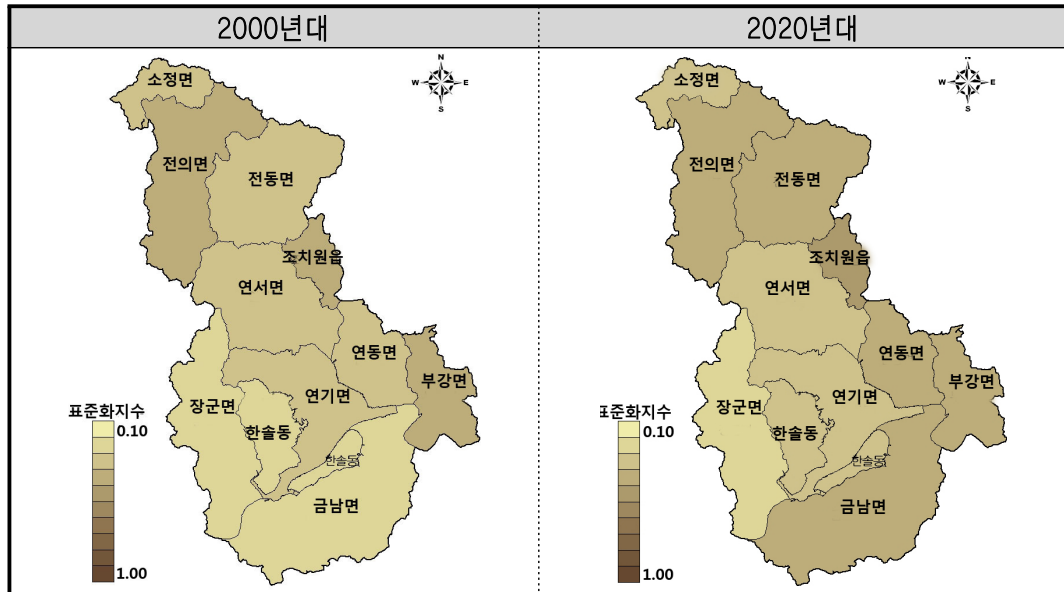 2000년대
N
W E
S
소정면
전의면
전동면
조치원읍
연서면
연동면
부강면
연기면
장군면
한솔동
한솔동
금남면
표준화지수
0.10
1.00
2020년대
W E
S
소정면
전의면
전동면
조치원읍
연서면
연동면
부강면
연기면
장군면
한솔동
한솔동
금남면
표준화지수
0.10
1.00